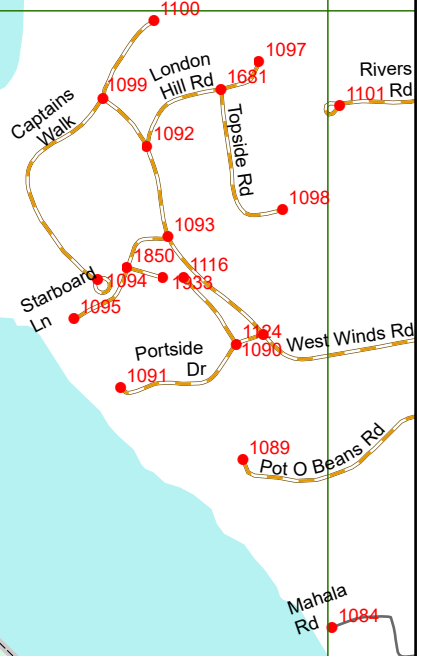 1100
London
Hill Rd
1097
1099
1681
Rivers
Rd
1101
Captains
Walk
1092
Topside Rd
1098
1093
1850
1116
1094
1933
Starboard
Ln
1095
1124
1090
West Winds Rd
Portside
Dr
1091
1089
Pot O Beans Rd
Mahala
Rd
1084